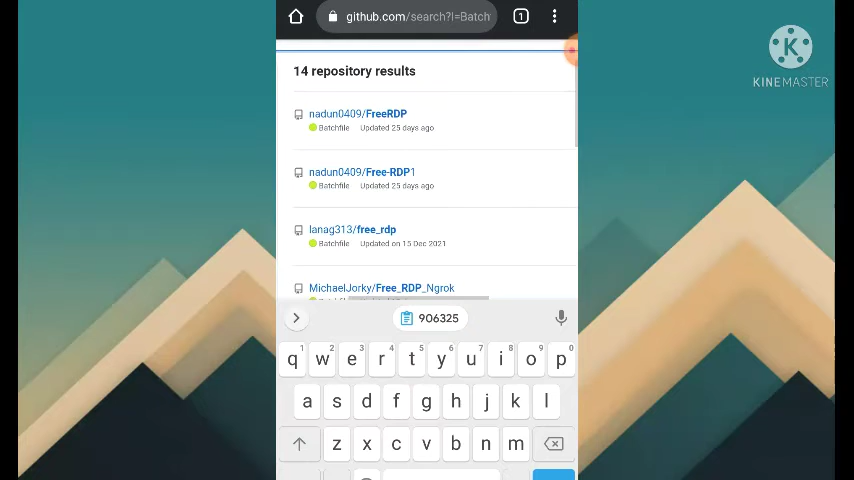 github.com/search?l=Batch
1
K
KINEMASTER
14 repository results
nadun0409/FreeRDP
Batchfile Updated 25 days ago
nadun0409/Free-RDP1
Batchfile Updated 25 days ago
lanag313/free_rdp
Batchfile Updated on 15 Dec 2021
MichaelJorky/Free_RDP_Ngrok
906325
1 2 3 4 5 6 7 8 9 0
q w e r t y u i o p
a s d f g h j k l
z x c v b n m